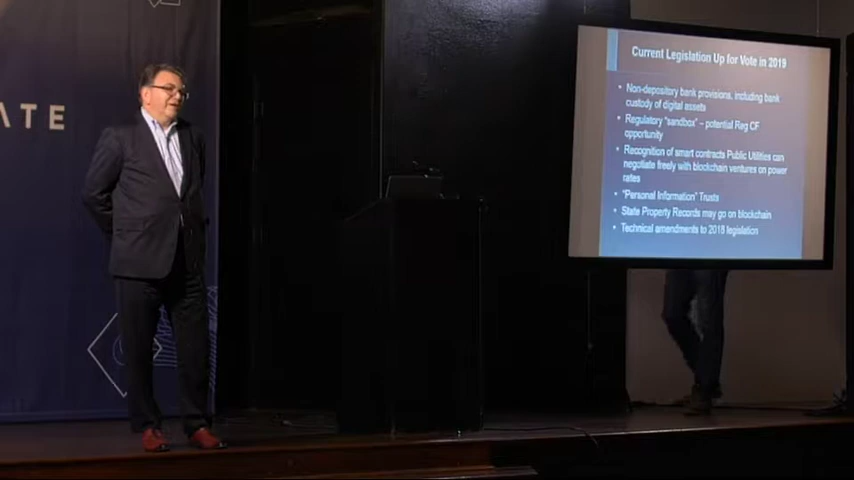 ATE
Current Legislation Up for Vote in 2019
• Non-depository bank provisions, including bank
custody of digital assets
• Regulatory "sandbox" – potential Reg CF
opportunity
• Recognition of smart contracts Public Utilities can
negotiate freely with blockchain ventures on power
rates
• "Personal Information" Trusts
• State Property Records may go on blockchain
• Technical amendments to 2018 legislation